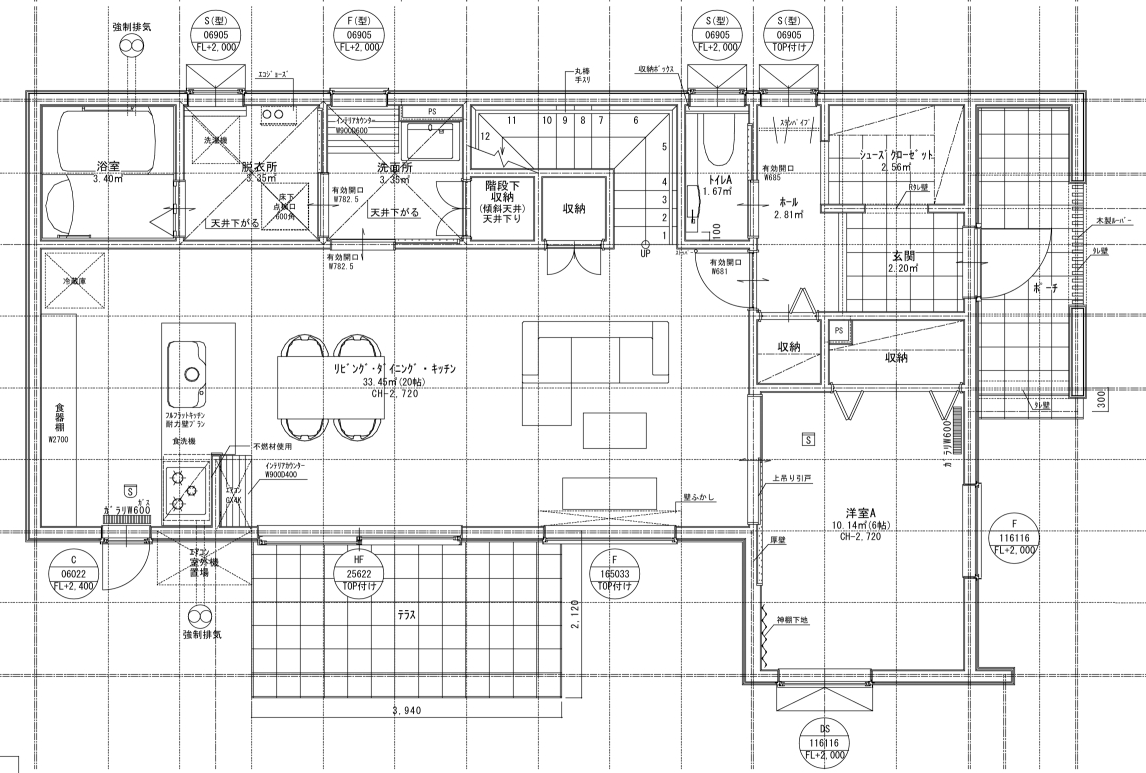 強制排気
S(型)
06905
FL+2,000
F(型)
06905
FL+2,000
S(型)
06905
FL+2,000
S(型)
06905
TOP付け
エコジョーズ
丸棒
手スリ
収納ボックス
浴室
3.40㎡
洗濯機
脱衣所
3.35㎡
床下
点検口
600角
天井下がる
有効開口
W782.5
インテリアカウンター
W900D600
PS
洗面所
3.35㎡
天井下がる
有効開口
W782.5
12
11
10
9
8
7
6
5
4
3
2
1
UP
階段下
収納
(傾斜天井)
天井下り
収納
トイレA
1.67㎡
100
有効開口
W685
有効開口
W681
ステンパイプ
ホール
2.81㎡
シューズクローゼット
2.56㎡
Rタレ壁
玄関
2.20㎡
木製ルーバー
タレ壁
ポーチ
タレ壁
300
冷蔵庫
食器棚
W2700
フルフラットキッチン
耐力壁プラン
食洗機
不燃材使用
インテリアカウンター
W900D400
エアコン
GX4K
リビング・ダイニング・キッチン
33.45㎡(20帖)
CH-2,720
収納
PS
収納
S
ガラリW600
上吊り引戸
壁ふかし
洋室A
10.14㎡(6帖)
CH-2,720
厚壁
神棚下地
S
ガス
ガラリW600
C
06022
FL+2,400
エアコン
室外機
置場
強制排気
HF
25622
TOP付け
F
165033
TOP付け
F
116116
FL+2,000
テラス
2,120
3,940
DS
116116
FL+2,000